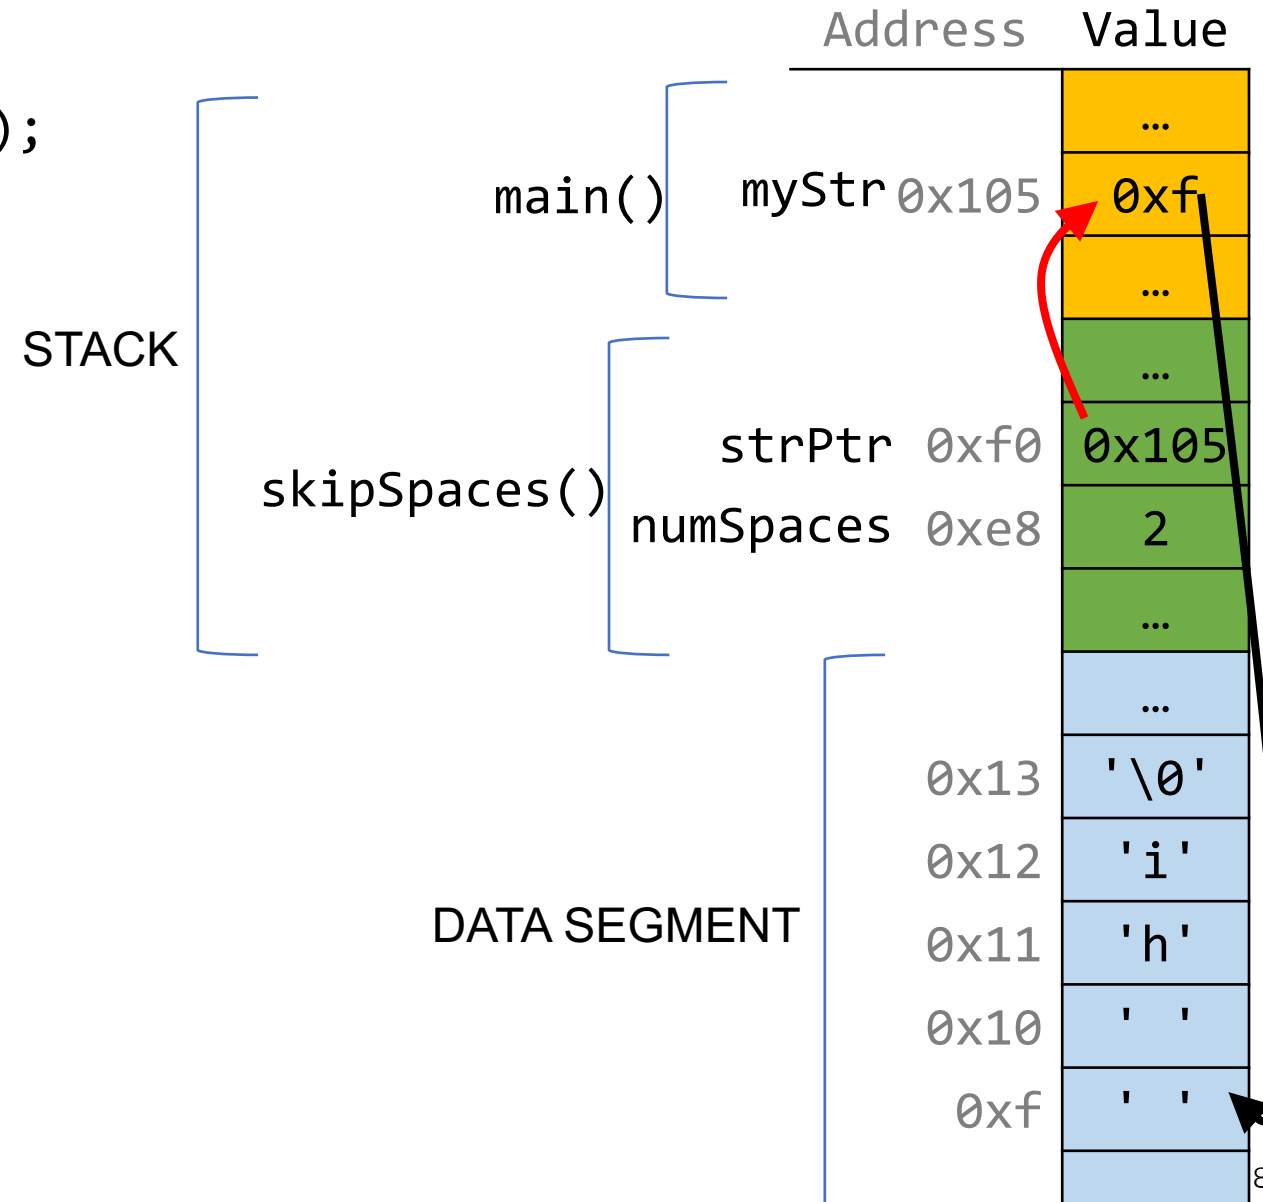 Address Value
…
);
main() myStr 0x105 0xf
…
STACK
…
strPtr 0xf0 0x105
skipSpaces()
numSpaces 0xe8 2
…
…
0x13 '\0'
0x12 'i'
DATA SEGMENT
0x11 'h'
0x10 ' '
0xf ' '